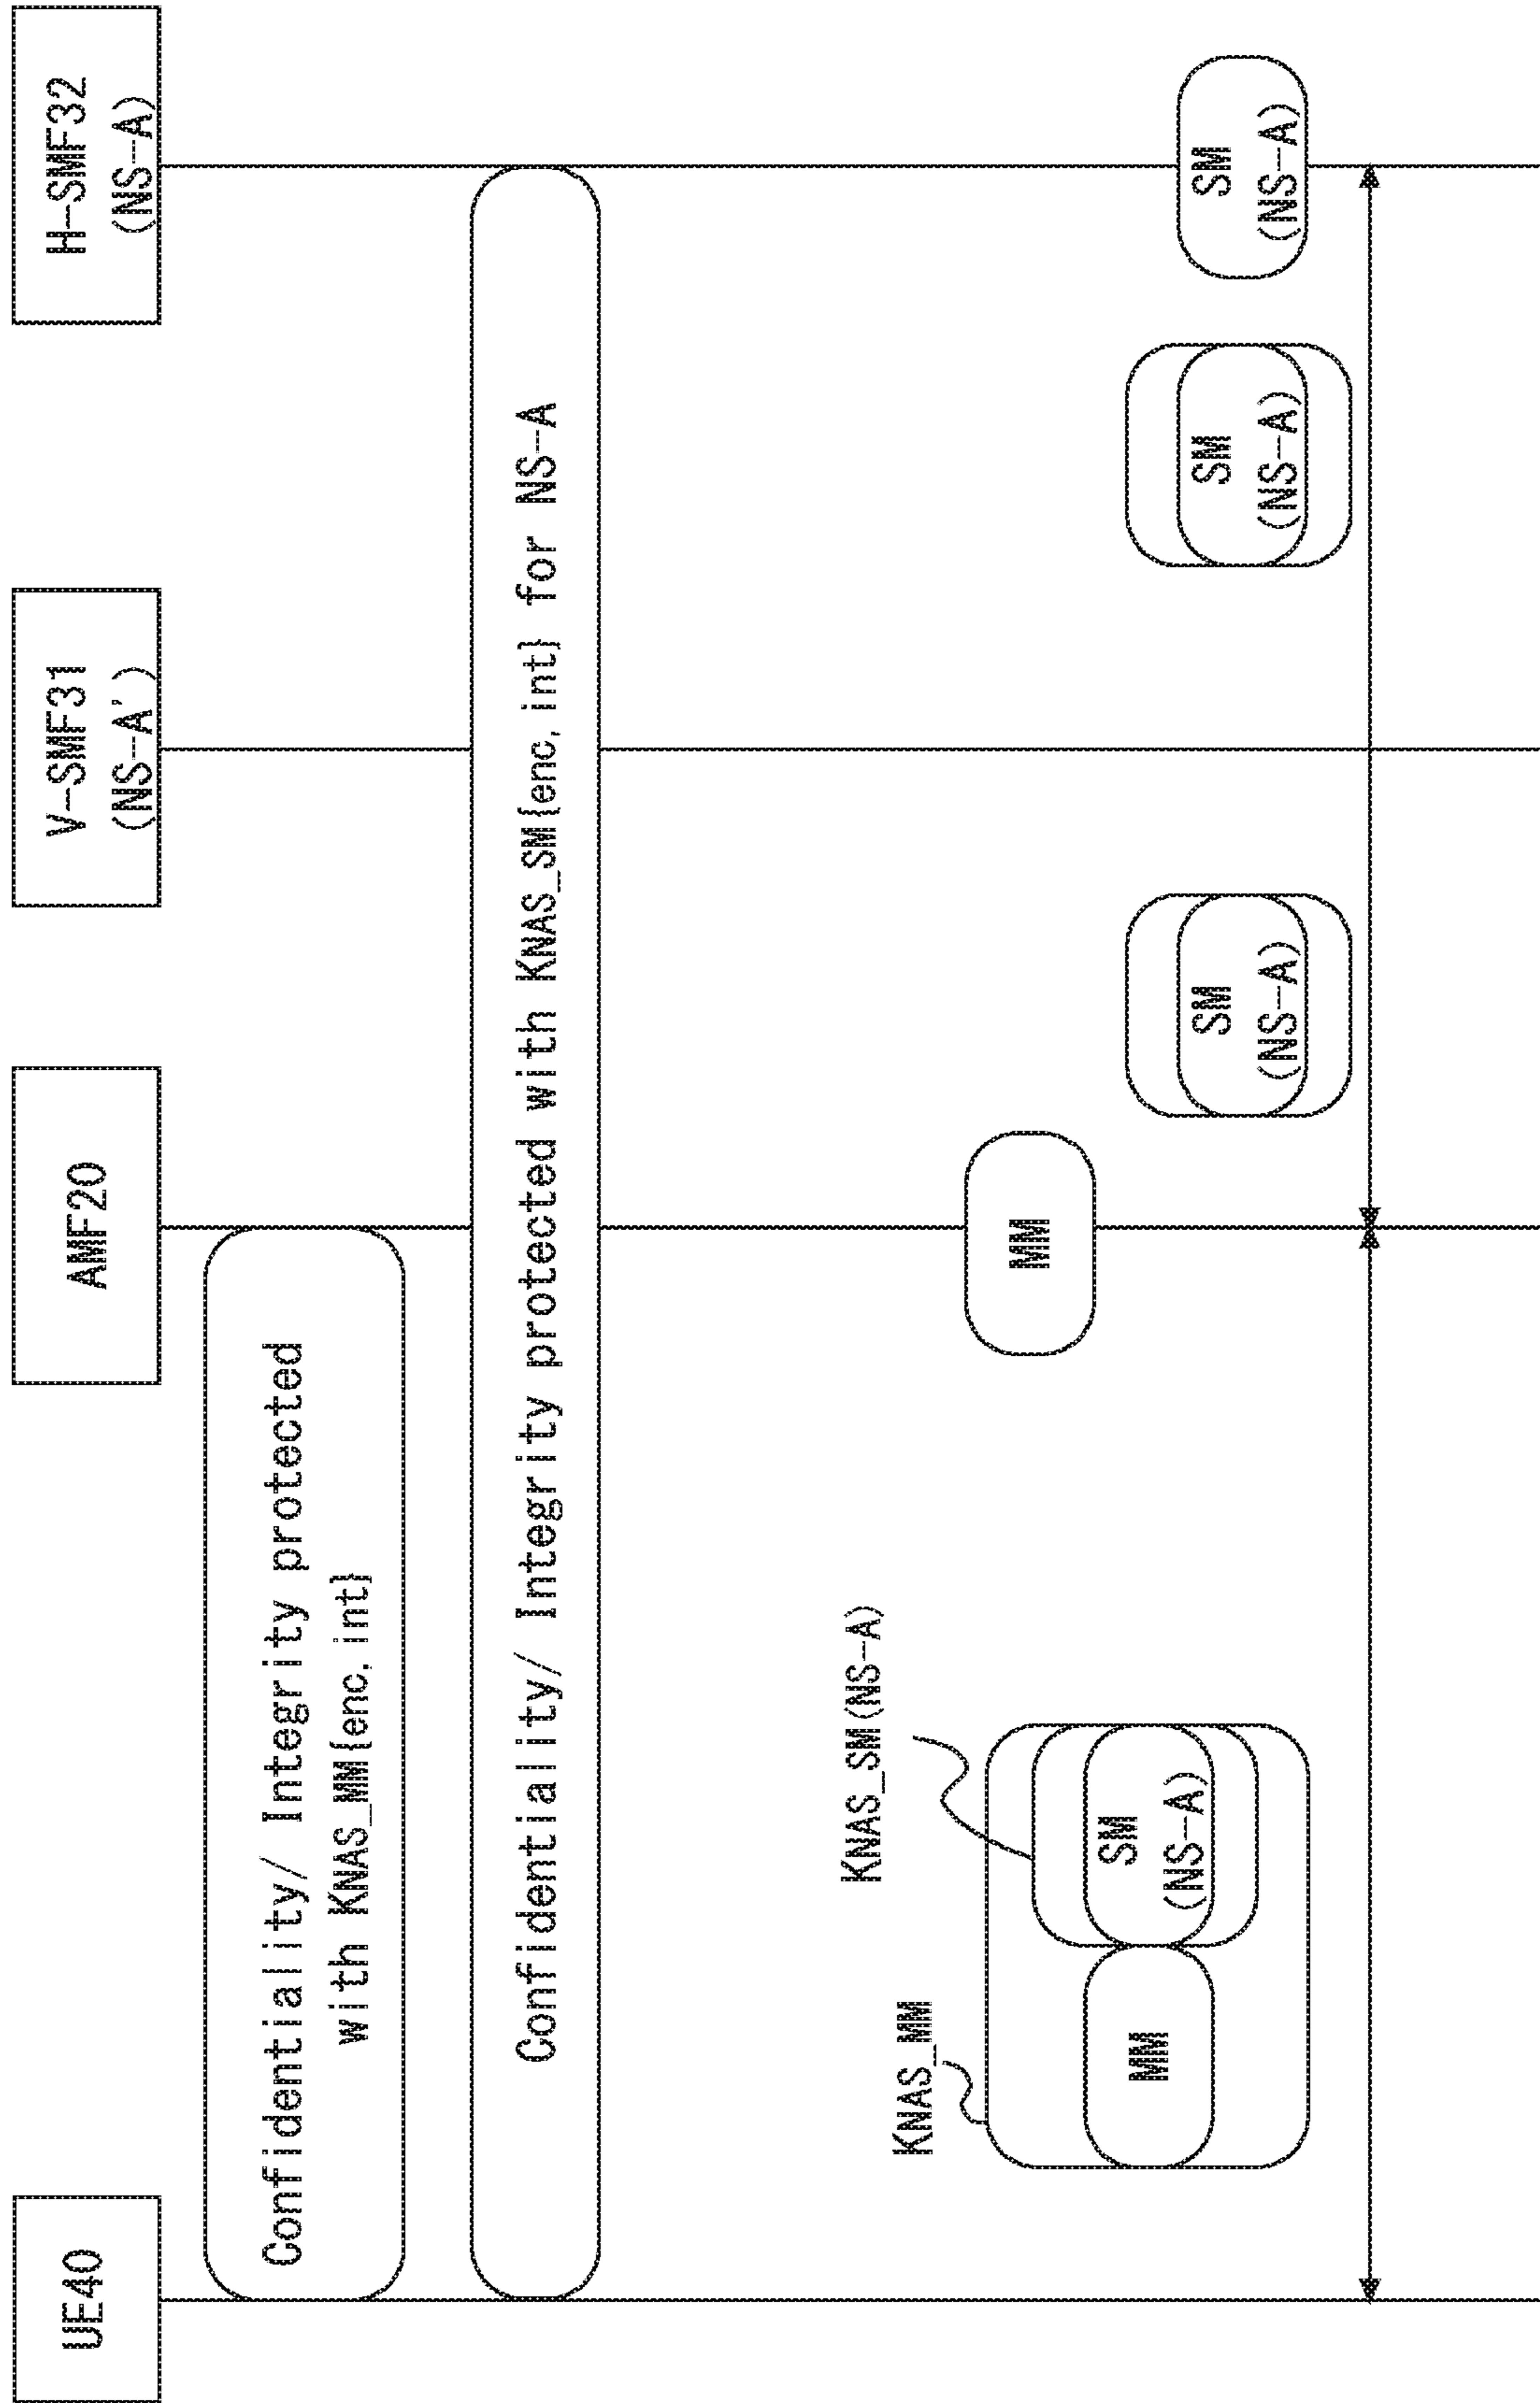 UE40
AMF20
V-SMF31
(NS-A')
H-SMF32
(NS-A)
Confidentiality/ Integrity protected
with KNAS_MM{enc, int}
Confidentiality/ Integrity protected with KNAS_SM{enc, int} for NS-A
KNAS_MM
KNAS_SM(NS-A)
MM
SM
(NS-A)
MM
SM
(NS-A)
SM
(NS-A)
SM
(NS-A)